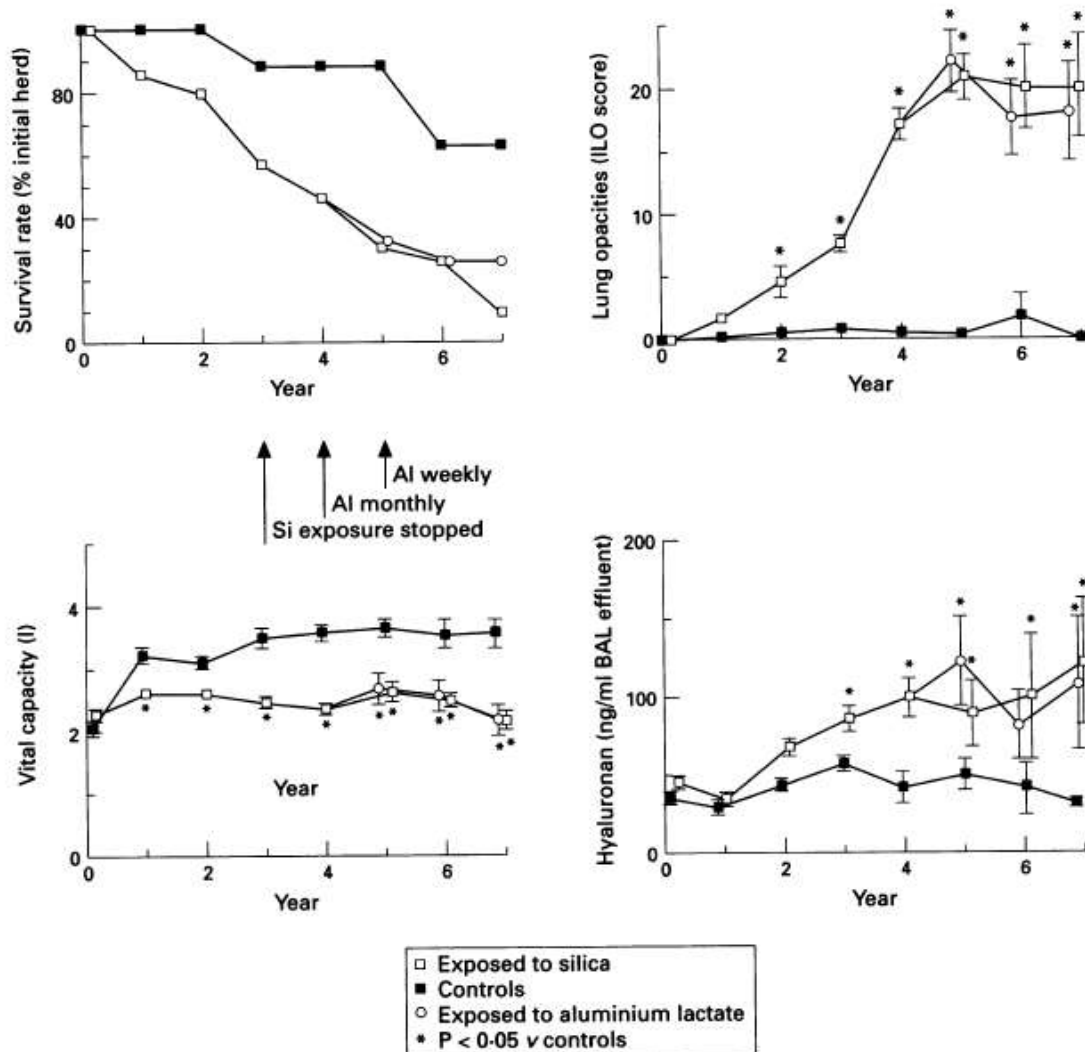 Survival rate (% initial herd)
80
40
0
0 2 4 6
Year
Lung opacities (ILO score)
* * * * * * * * *
20
10
0
0 2 4 6
Year
Al weekly
Al monthly
Si exposure stopped
Vital capacity (l)
4
2
0
* * * * * * * * * *
Year
0 2 4 6
Year
Hyaluronan (ng/ml BAL effluent)
200
100
0
* * * * * * *
0 2 4 6
Year
□ Exposed to silica
■ Controls
○ Exposed to aluminium lactate
* P < 0·05 v controls